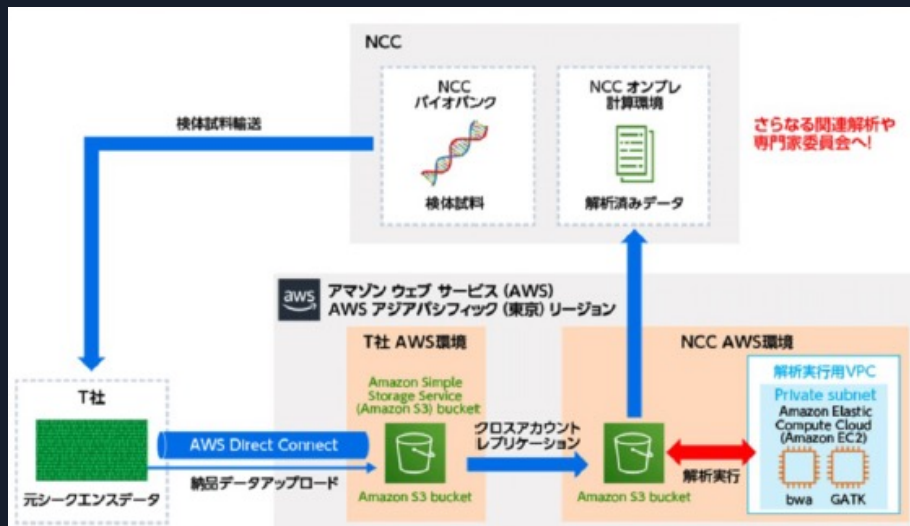 NCC
NCC
バイオバンク
検体試料
NCC オンプレ
計算環境
解析済みデータ
さらなる関連解析や
専門家委員会へ!
検体試料輸送
aws
アマゾン ウェブ サービス (AWS)
AWS アジアパシフィック (東京) リージョン
T社 AWS環境
Amazon Simple
Storage Service
(Amazon S3) bucket
Amazon S3 bucket
クロスアカウント
レプリケーション
NCC AWS環境
Amazon S3 bucket
解析実行
解析実行用VPC
Private subnet
Amazon Elastic
Compute Cloud
(Amazon EC2)
bwa
GATK
T社
元シークエンスデータ
AWS Direct Connect
納品データアップロード